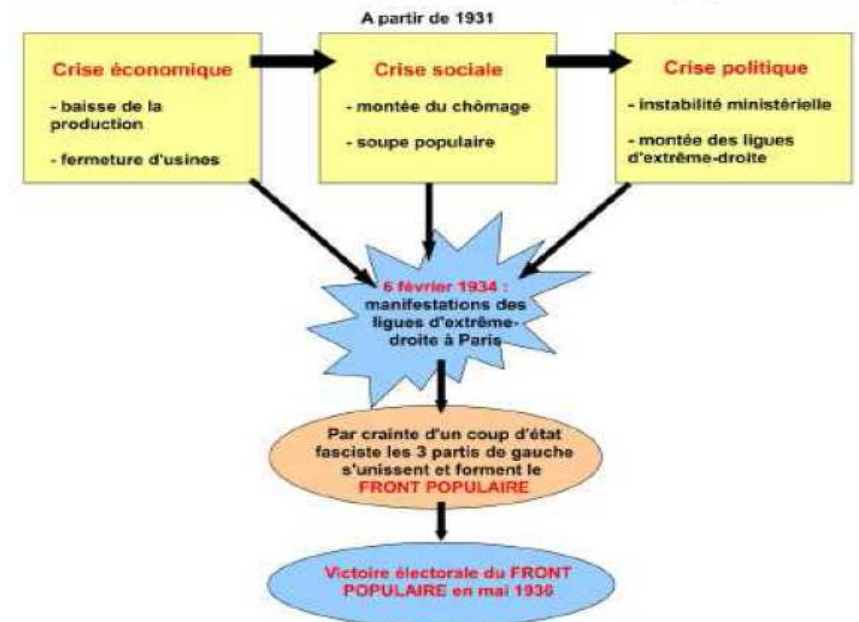 A partir de 1931
Crise économique
- baisse de la
production
- fermeture d'usines
Crise sociale
- montée du chômage
- soupe populaire
Crise politique
- instabilité ministérielle
- montée des ligues
d'extrême-droite
6 février 1934 :
manifestations des
ligues d'extrême-
droite à Paris
Par crainte d'un coup d'état
fasciste les 3 partis de gauche
s'unissent et forment le
FRONT POPULAIRE
Victoire électorale du FRONT
POPULAIRE en mai 1936